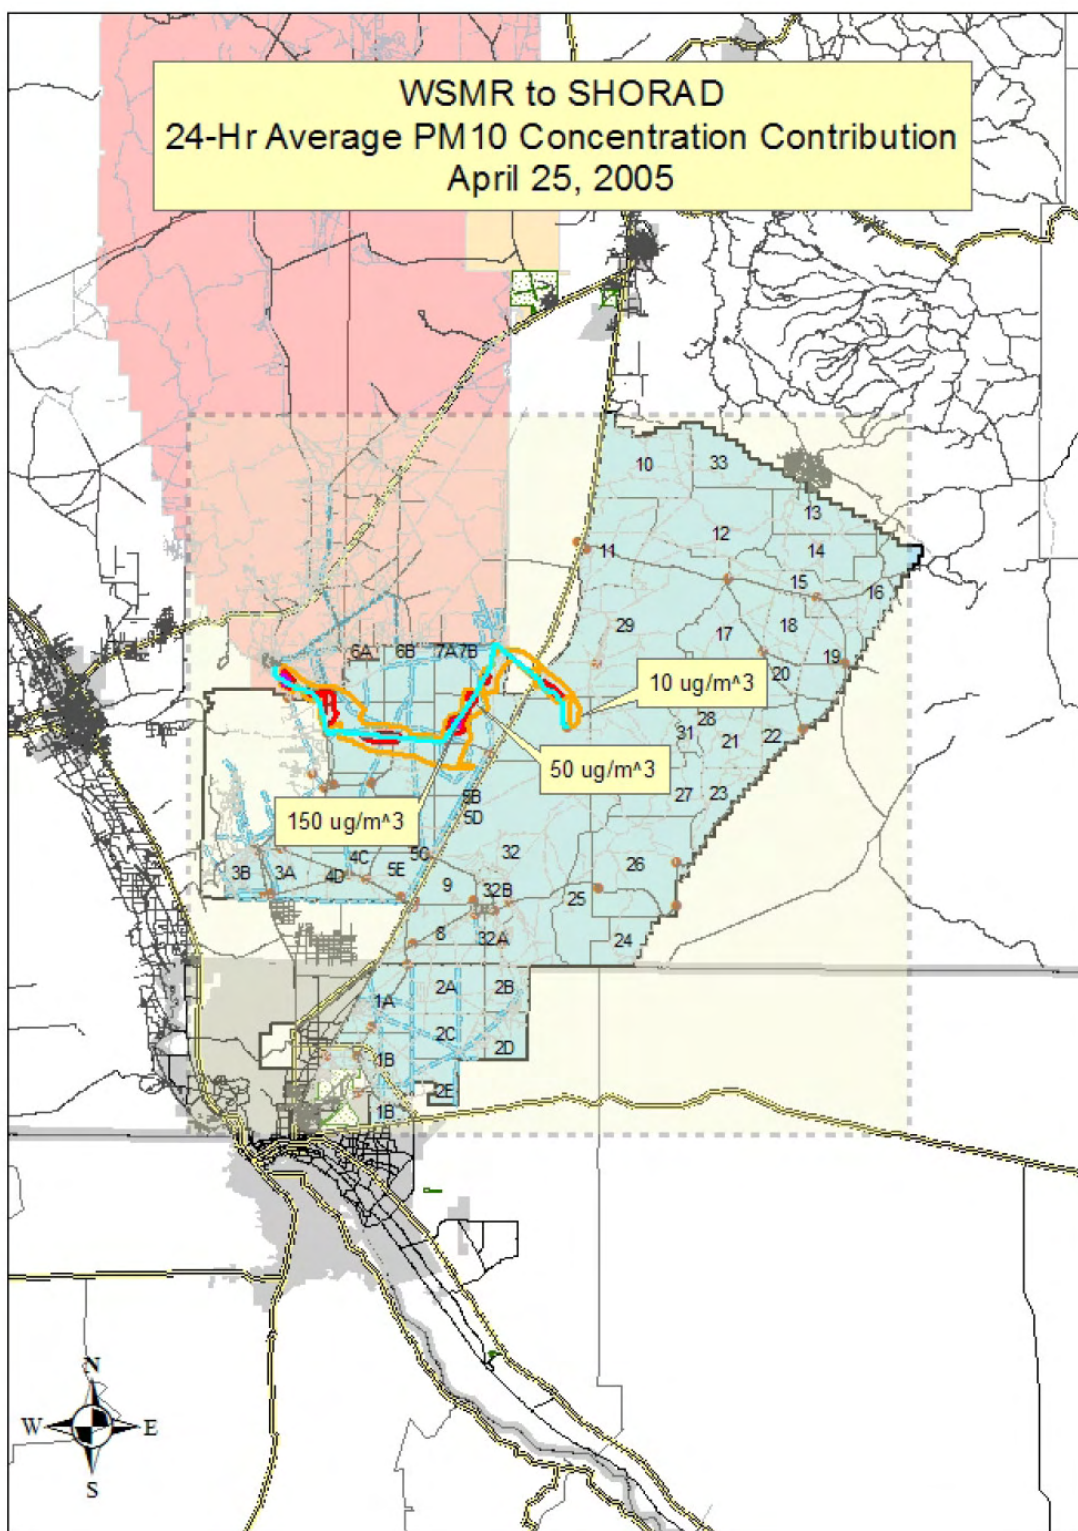 WSMR to SHORAD
24-Hr Average PM10 Concentration Contribution
April 25, 2005
10
33
13
12
11
14
15
16
29
17
18
6A
6B
7A
7B
19
20
10 ug/m^3
28
31
21
22
50 ug/m^3
27
23
5B
150 ug/m^3
5D
32
4C
5C
26
3B
3A
4D
5E
9
32B
25
8
32A
24
2A
2B
1A
2C
2D
1B
2E
1B
N
W
E
S